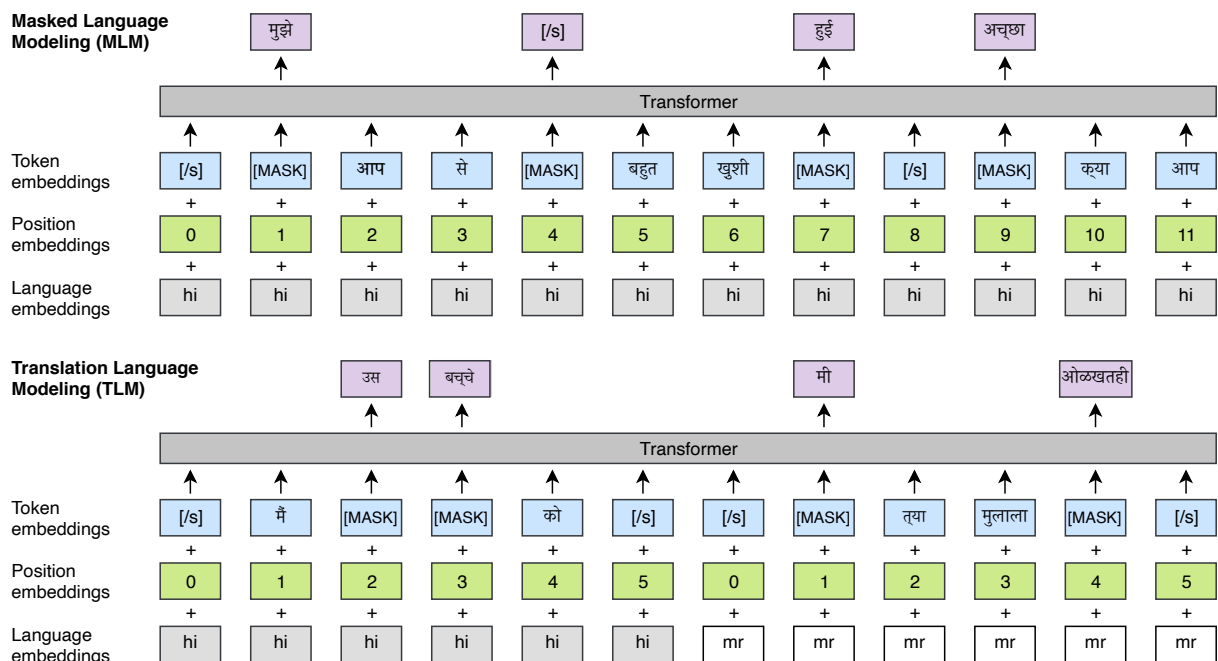 Masked Language
Modeling (MLM)
मुझे [/s] हुई अच्छा
Transformer
Token
embeddings
[/s] [MASK] आप से [MASK] बहुत खुशी [MASK] [/s] [MASK] क्या आप
+ + + + + + + + + + + +
Position
embeddings
0 1 2 3 4 5 6 7 8 9 10 11
+ + + + + + + + + + + +
Language
embeddings
hi hi hi hi hi hi hi hi hi hi hi hi
Translation Language
Modeling (TLM)
उस बच्चे मी ओळखतही
Transformer
Token
embeddings
[/s] मैं [MASK] [MASK] को [/s] [/s] [MASK] त्या मुलाला [MASK] [/s]
+ + + + + + + + + + + +
Position
embeddings
0 1 2 3 4 5 0 1 2 3 4 5
+ + + + + + + + + + + +
Language
embeddings
hi hi hi hi hi hi mr mr mr mr mr mr